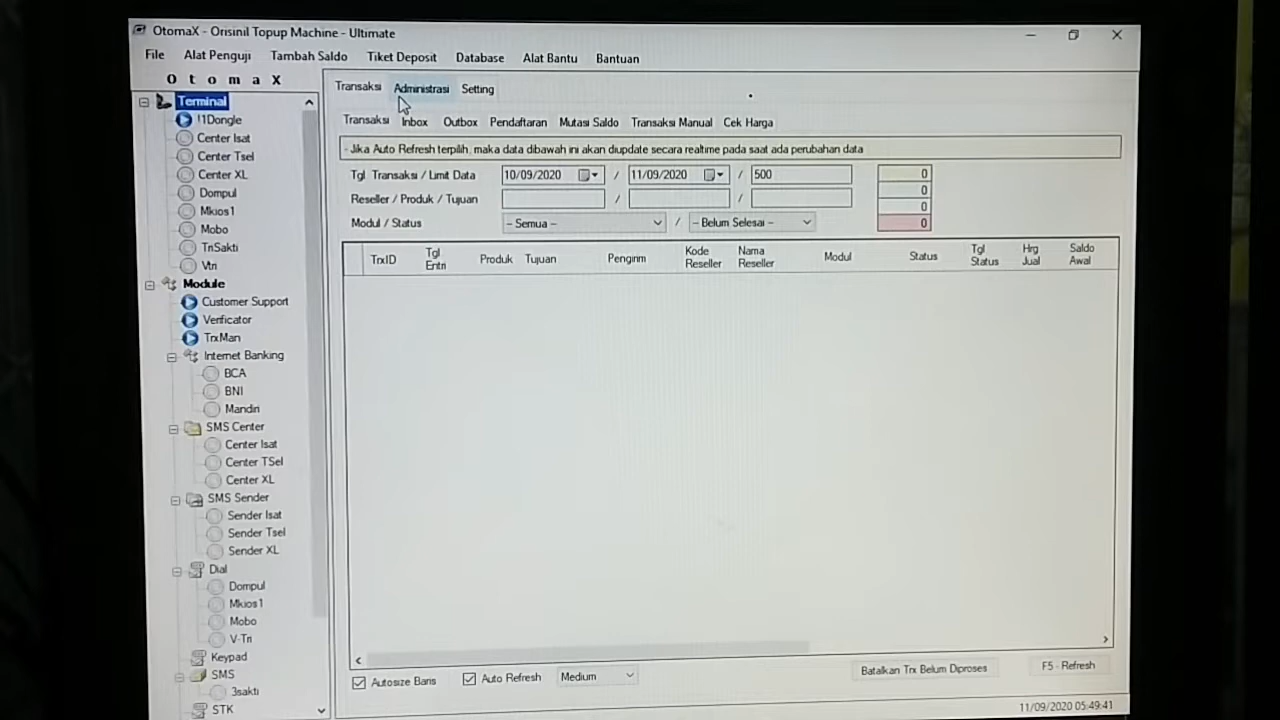 OtomaX - Orisinil Topup Machine - Ultimate
File Alat Penguji Tambah Saldo Tiket Deposit Database Alat Bantu Bantuan
O t o m a X
Terminal
!1Dongle
Center Isat
Center Tsel
Center XL
Dompul
Mkios1
Mobo
TnSakti
Vtn
Module
Customer Support
Verificator
TrxMan
Internet Banking
BCA
BNI
Mandiri
SMS Center
Center Isat
Center TSel
Center XL
SMS Sender
Sender Isat
Sender Tsel
Sender XL
Dial
Dompul
Mkios1
Mobo
V-Tri
Keypad
SMS
3sakti
STK
Transaksi Administrasi Setting
Transaksi Inbox Outbox Pendaftaran Mutasi Saldo Transaksi Manual Cek Harga
- Jika Auto Refresh terpilih, maka data dibawah ini akan diupdate secara realtime pada saat ada perubahan data
Tgl. Transaksi / Limit Data 10/09/2020 / 11/09/2020 / 500 0
Reseller / Produk / Tujuan / / 0
0
Modul / Status -- Semua -- / -- Belum Selesai -- 0
TrxID Tgl Entri Produk Tujuan Pengirim Kode Reseller Nama Reseller Modul Status Tgl Status Hrg Jual Saldo Awal
Autosize Baris Auto Refresh Medium Batalkan Trx Belum Diproses F5 - Refresh
11/09/2020 05:49:41